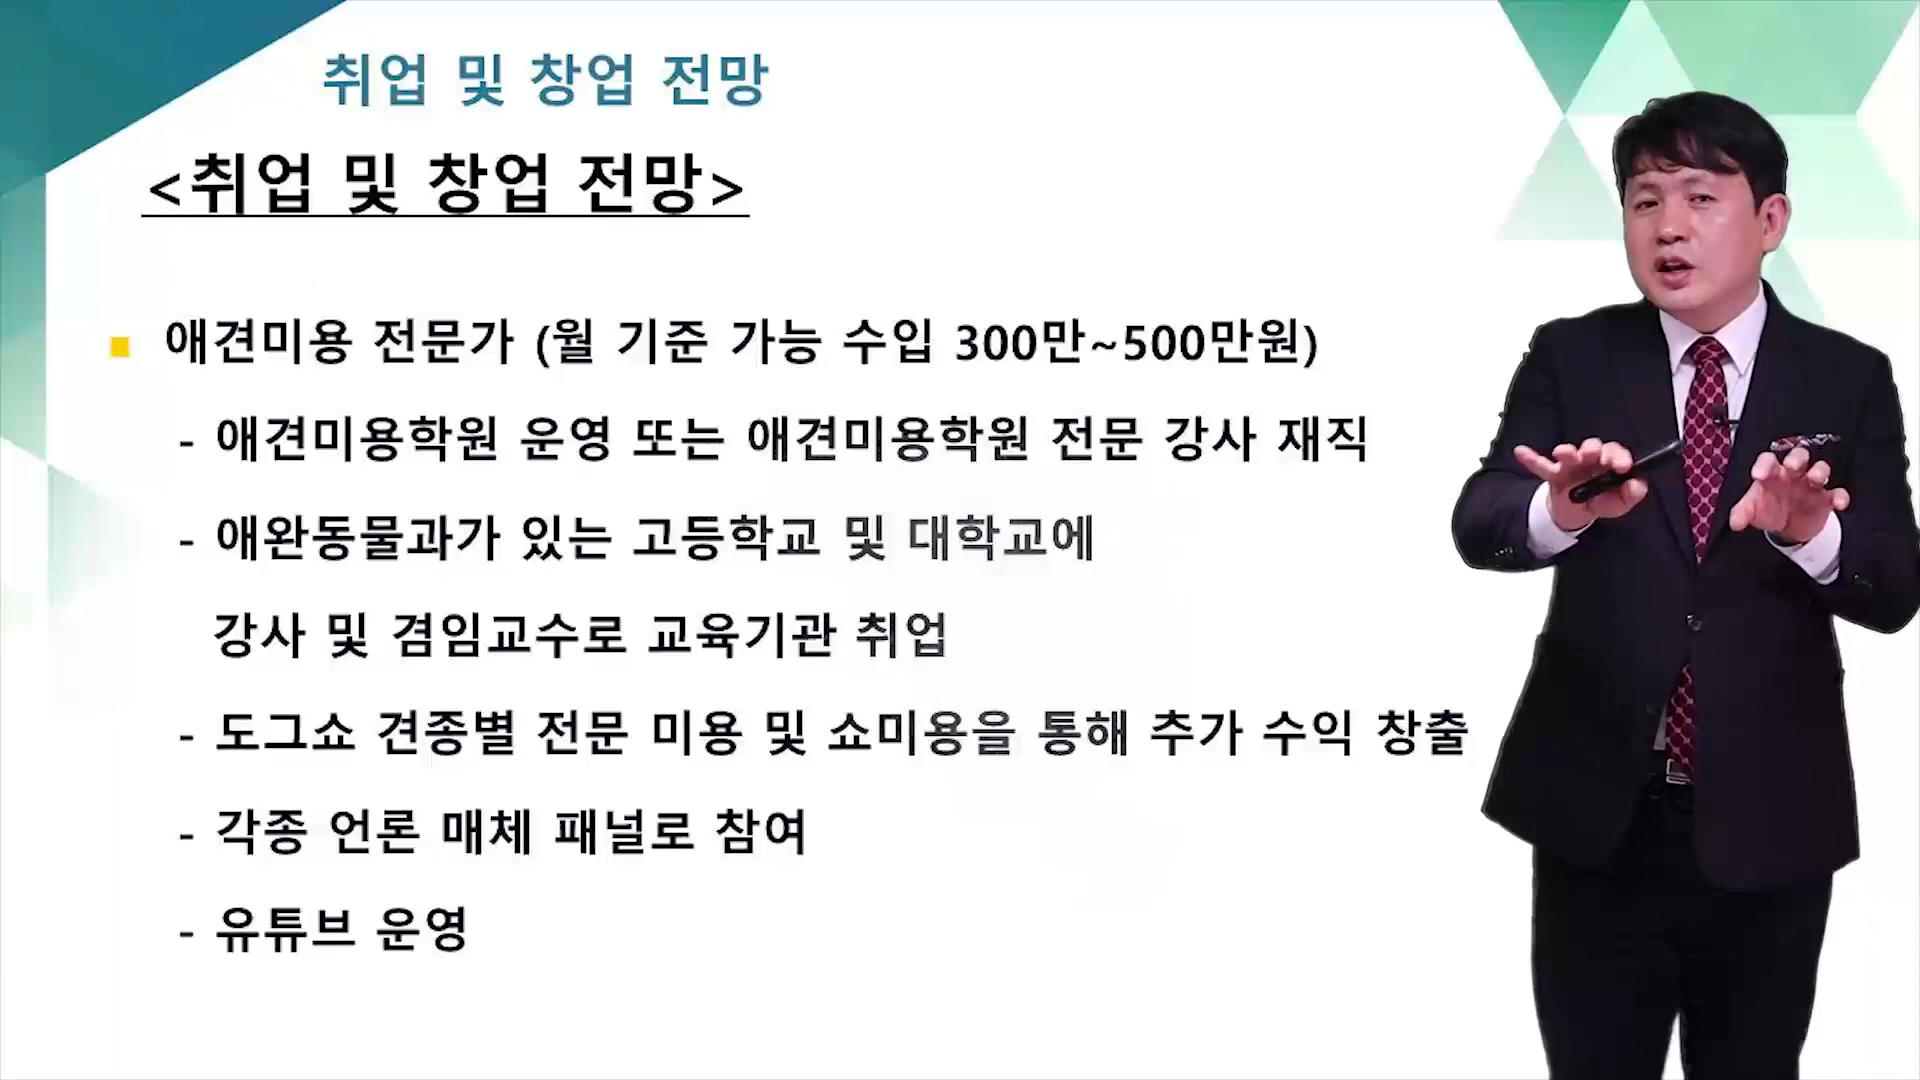 취업 및 창업 전망
<취업 및 창업 전망>
애견미용 전문가 (월 기준 가능 수입 300만~500만원)
- 애견미용학원 운영 또는 애견미용학원 전문 강사 재직
- 애완동물과가 있는 고등학교 및 대학교에
강사 및 겸임교수로 교육기관 취업
- 도그쇼 견종별 전문 미용 및 쇼미용을 통해 추가 수익 창출
- 각종 언론 매체 패널로 참여
- 유튜브 운영